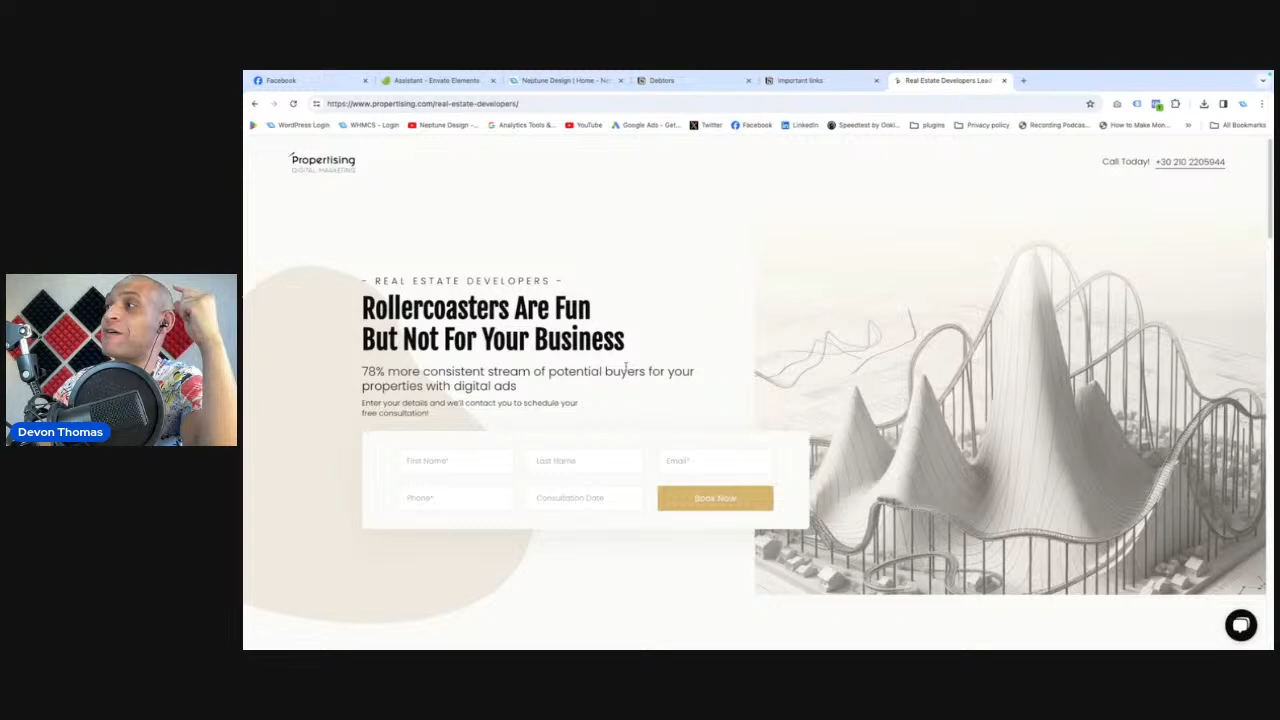 Facebook
Assistant - Envato Elements
Neptune Design | Home - Ne
Debtors
Important links
Real Estate Developers Lead
https://www.propertising.com/real-estate-developers/
WordPress Login
WHMCS - Login
Neptune Design -...
Analytics Tools &...
YouTube
Google Ads - Get...
Twitter
Facebook
LinkedIn
Speedtest by Ookl...
plugins
Privacy policy
Recording Podcas...
How to Make Mon...
All Bookmarks
Propertising
DIGITAL MARKETING
Call Today! +30 210 2205944
- REAL ESTATE DEVELOPERS -
Rollercoasters Are Fun
But Not For Your Business
78% more consistent stream of potential buyers for your
properties with digital ads
Enter your details and we'll contact you to schedule your
free consultation!
First Name*
Last Name
Email*
Phone*
Consultation Date
Book Now
Devon Thomas